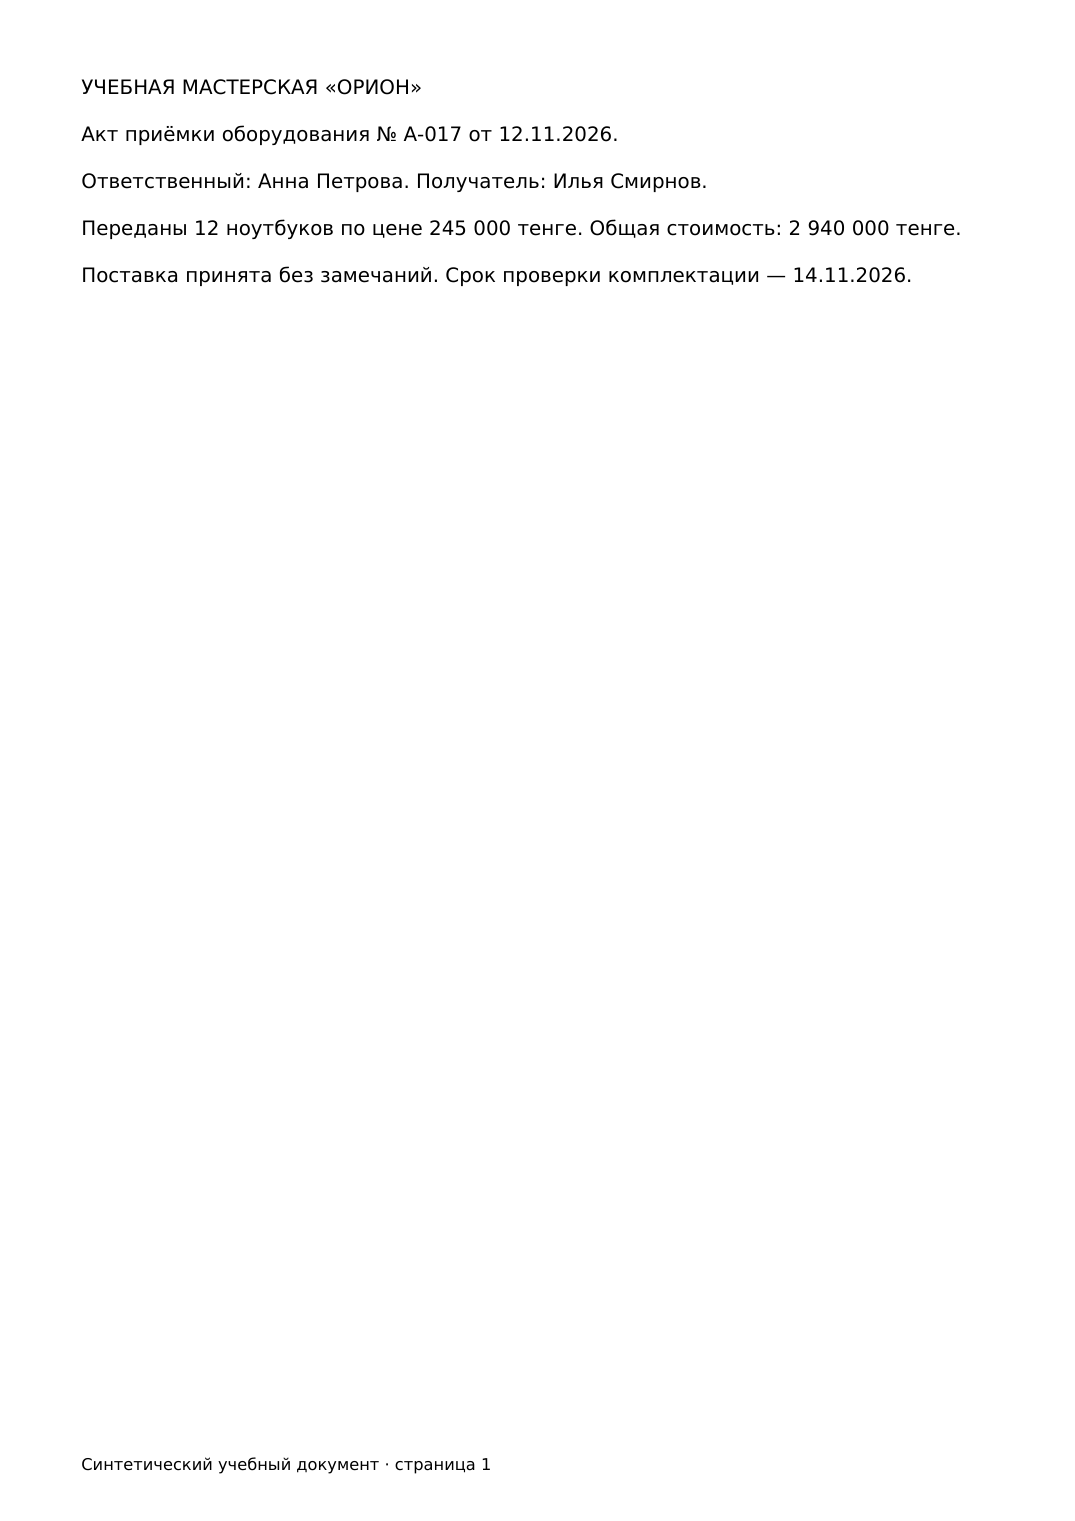 УЧЕБНАЯ МАСТЕРСКАЯ «ОРИОН»
Акт приёмки оборудования № А-017 от 12.11.2026.
Ответственный: Анна Петрова. Получатель: Илья Смирнов.
Переданы 12 ноутбуков по цене 245 000 тенге. Общая стоимость: 2 940 000 тенге.
Поставка принята без замечаний. Срок проверки комплектации — 14.11.2026.
Синтетический учебный документ · страница 1